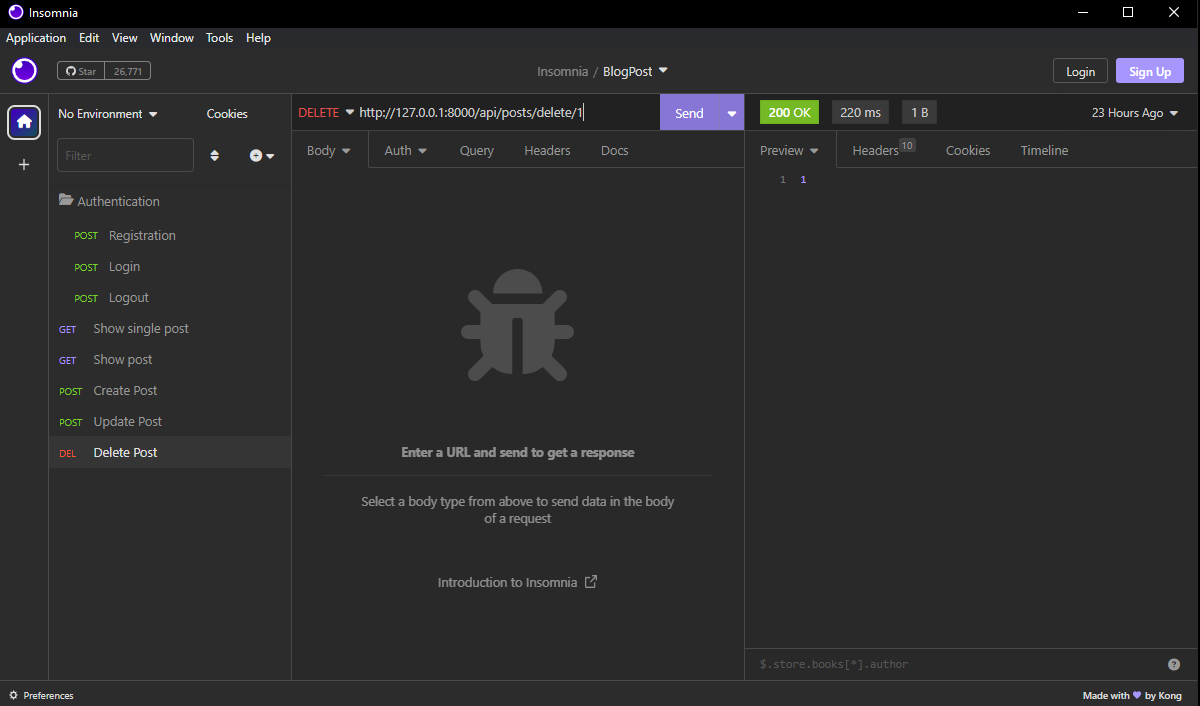 Insomnia
Application Edit View Window Tools Help
Star 26,771
Insomnia / BlogPost
Login Sign Up
No Environment Cookies
DELETE http://127.0.0.1:8000/api/posts/delete/1 Send
200 OK 220 ms 1 B 23 Hours Ago
Filter
Body Auth Query Headers Docs
Preview Headers 10 Cookies Timeline
1 1
Authentication
POST Registration
POST Login
POST Logout
GET Show single post
GET Show post
POST Create Post
POST Update Post
DEL Delete Post
Enter a URL and send to get a response
Select a body type from above to send data in the body
of a request
Introduction to Insomnia
$.store.books[*].author
?
Preferences
Made with 💜 by Kong